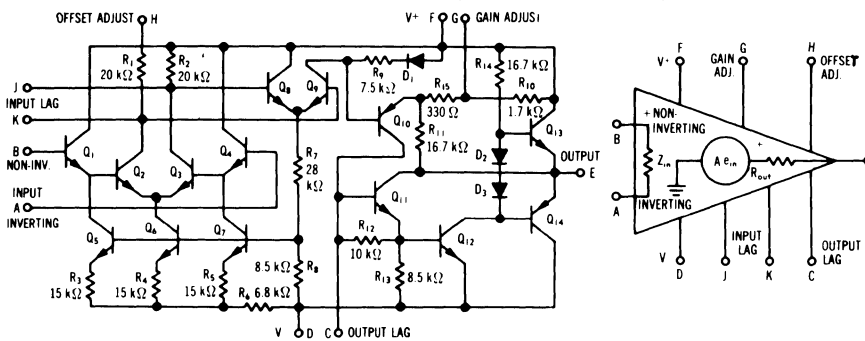 OFFSET ADJUST H
V+ F G GAIN ADJUST
R1
20 kΩ
R2
20 kΩ
J
INPUT LAG
K
B
NON-INV.
INPUT
A
INVERTING
Q1
Q2
Q3
Q4
Q5
Q6
Q7
Q8
Q9
R3
15 kΩ
R4
15 kΩ
R5
15 kΩ
R6 6.8 kΩ
R7
28
kΩ
8.5 kΩ
R8
V D
R9
7.5 kΩ
D1
Q10
R11
16.7 kΩ
R15
330 Ω
R14
16.7 kΩ
R10
1.7 kΩ
Q13
D2
D3
OUTPUT
E
Q11
R12
10 kΩ
R13
8.5 kΩ
Q12
Q14
C OUTPUT LAG
F
V+
G
GAIN
ADJ.
H
OFFSET
ADJ.
+ NON-
INVERTING
B
Zin
A ein
+
Rout
A
INVERTING
V
D
INPUT
LAG
J
K
OUTPUT
LAG
C